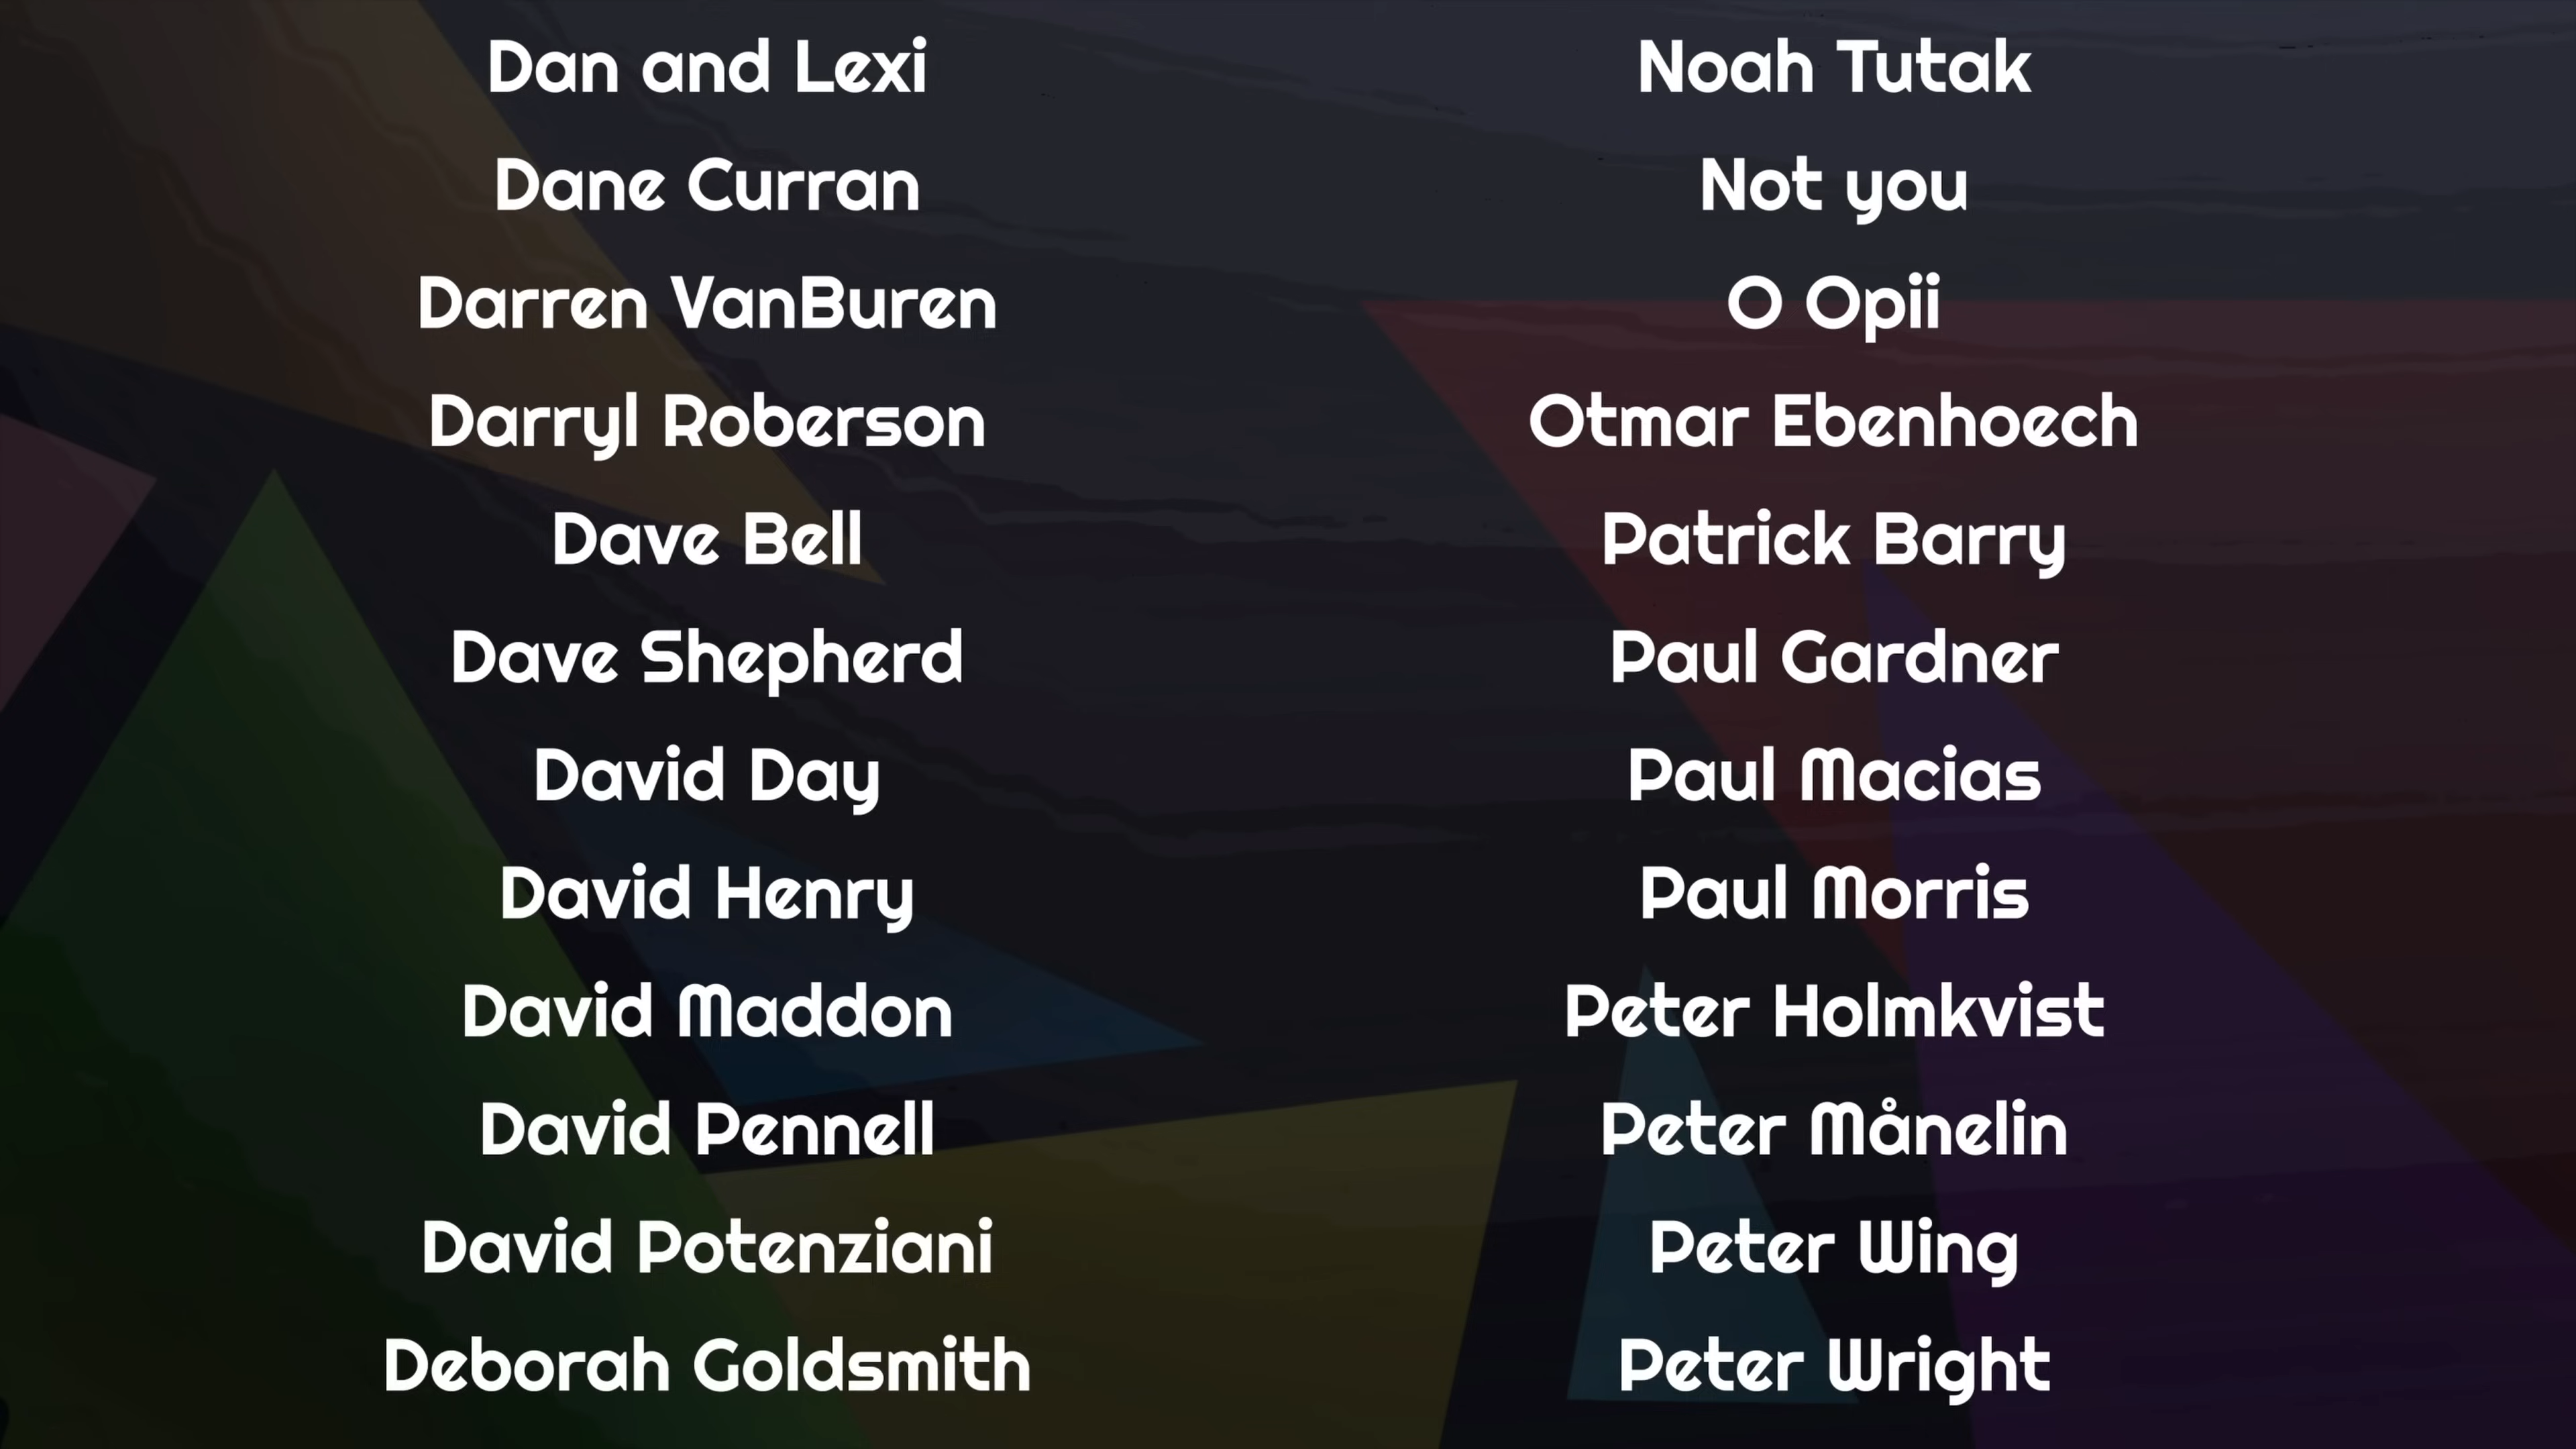 Dan and Lexi
Dane Curran
Darren VanBuren
Darryl Roberson
Dave Bell
Dave Shepherd
David Day
David Henry
David Maddon
David Pennell
David Potenziani
Deborah Goldsmith
Noah Tutak
Not you
O Opii
Otmar Ebenhoech
Patrick Barry
Paul Gardner
Paul Macias
Paul Morris
Peter Holmkvist
Peter Månelin
Peter Wing
Peter Wright